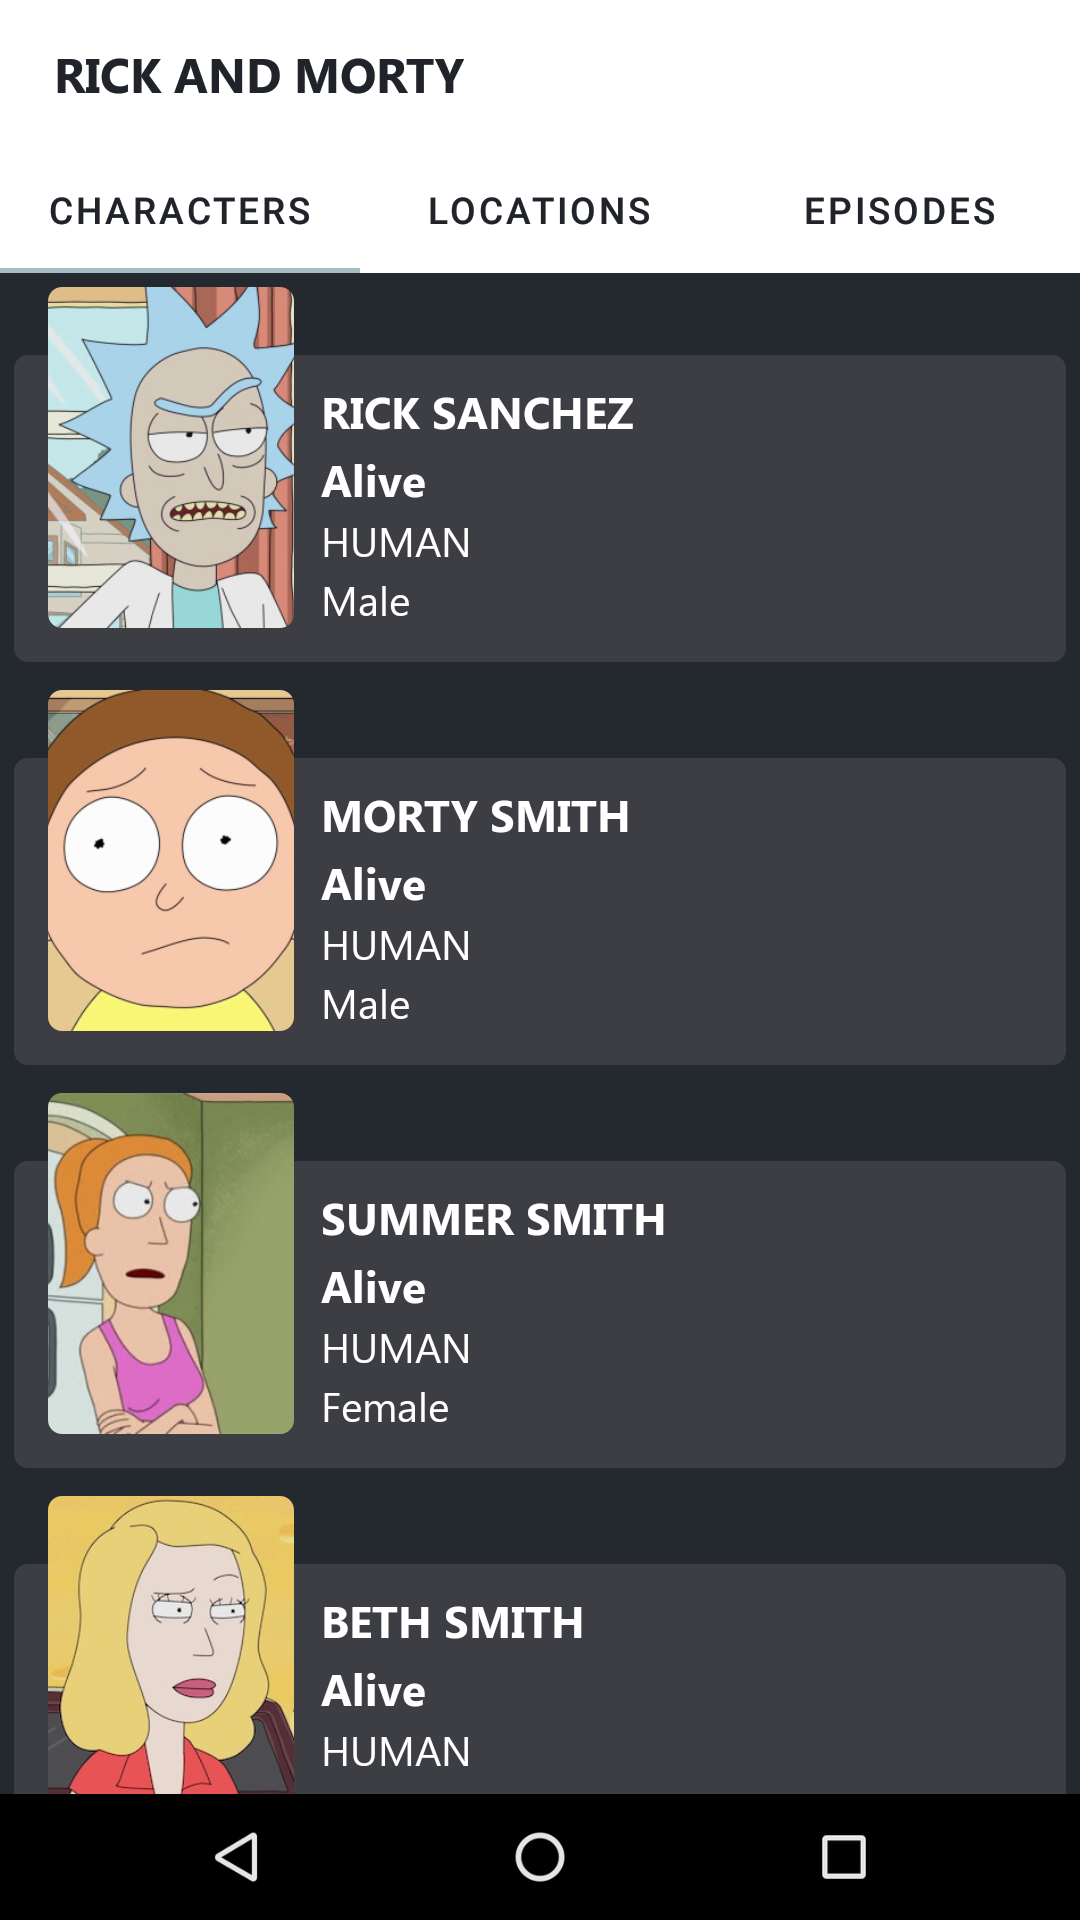 RICK AND MORTY
CHARACTERS LOCATIONS EPISODES
RICK SANCHEZ
Alive
HUMAN
Male
MORTY SMITH
Alive
HUMAN
Male
SUMMER SMITH
Alive
HUMAN
Female
BETH SMITH
Alive
HUMAN